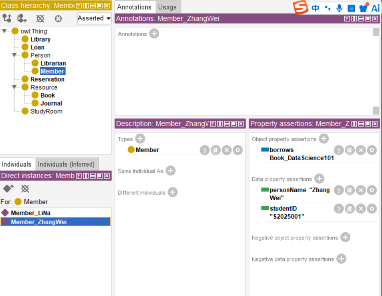 Class hierarchy: Membe
Asserted
owl:Thing
Library
Loan
Person
Librarian
Member
Reservation
Resource
Book
Journal
StudyRoom
Individuals
Individuals (Inferred)
Direct instances: Memb
For: Member
Member_LiNa
Member_ZhangWei
Annotations
Usage
Annotations: Member_ZhangWei
Annotations
Description: Member_ZhangW
Types
Member
Same Individual As
Different Individuals
Property assertions: Member_Z
Object property assertions
borrows
Book_DataScience101
Data property assertions
personName "Zhang
Wei"
studentID
"S2025001"
Negative object property assertions
Negative data property assertions
S
中
AI